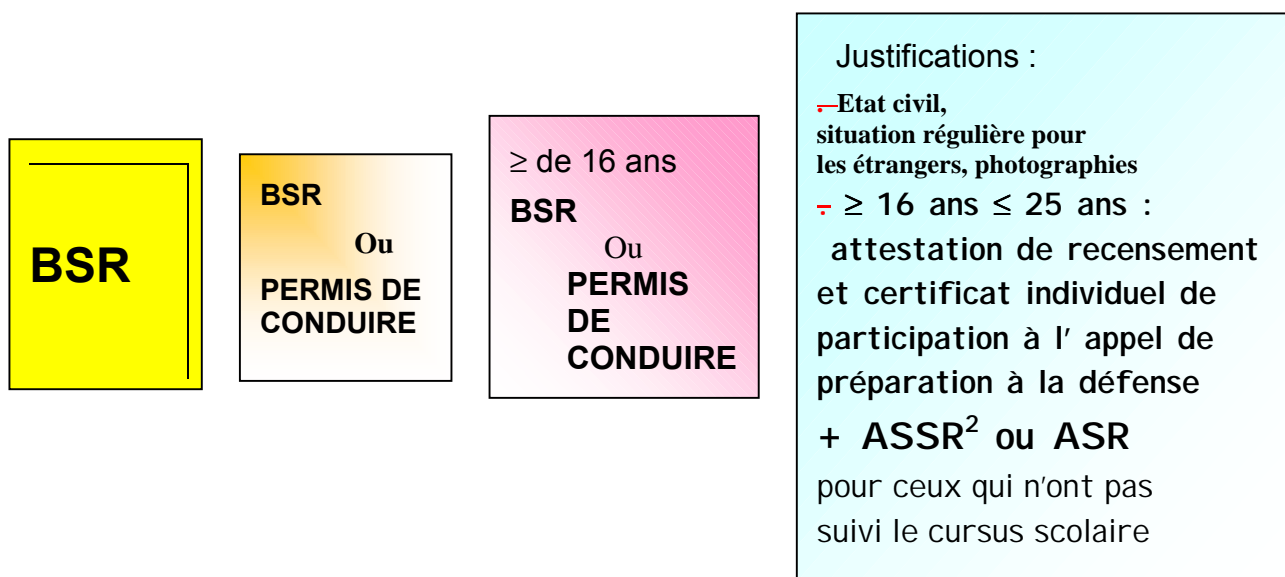 BSR
BSR
Ou
PERMIS DE
CONDUIRE
≥ de 16 ans
BSR
Ou
PERMIS
DE
CONDUIRE
Justifications :
. Etat civil,
situation régulière pour
les étrangers, photographies
. ≥ 16 ans ≤ 25 ans :
attestation de recensement
et certificat individuel de
participation à l' appel de
préparation à la défense
+ ASSR² ou ASR
pour ceux qui n'ont pas
suivi le cursus scolaire